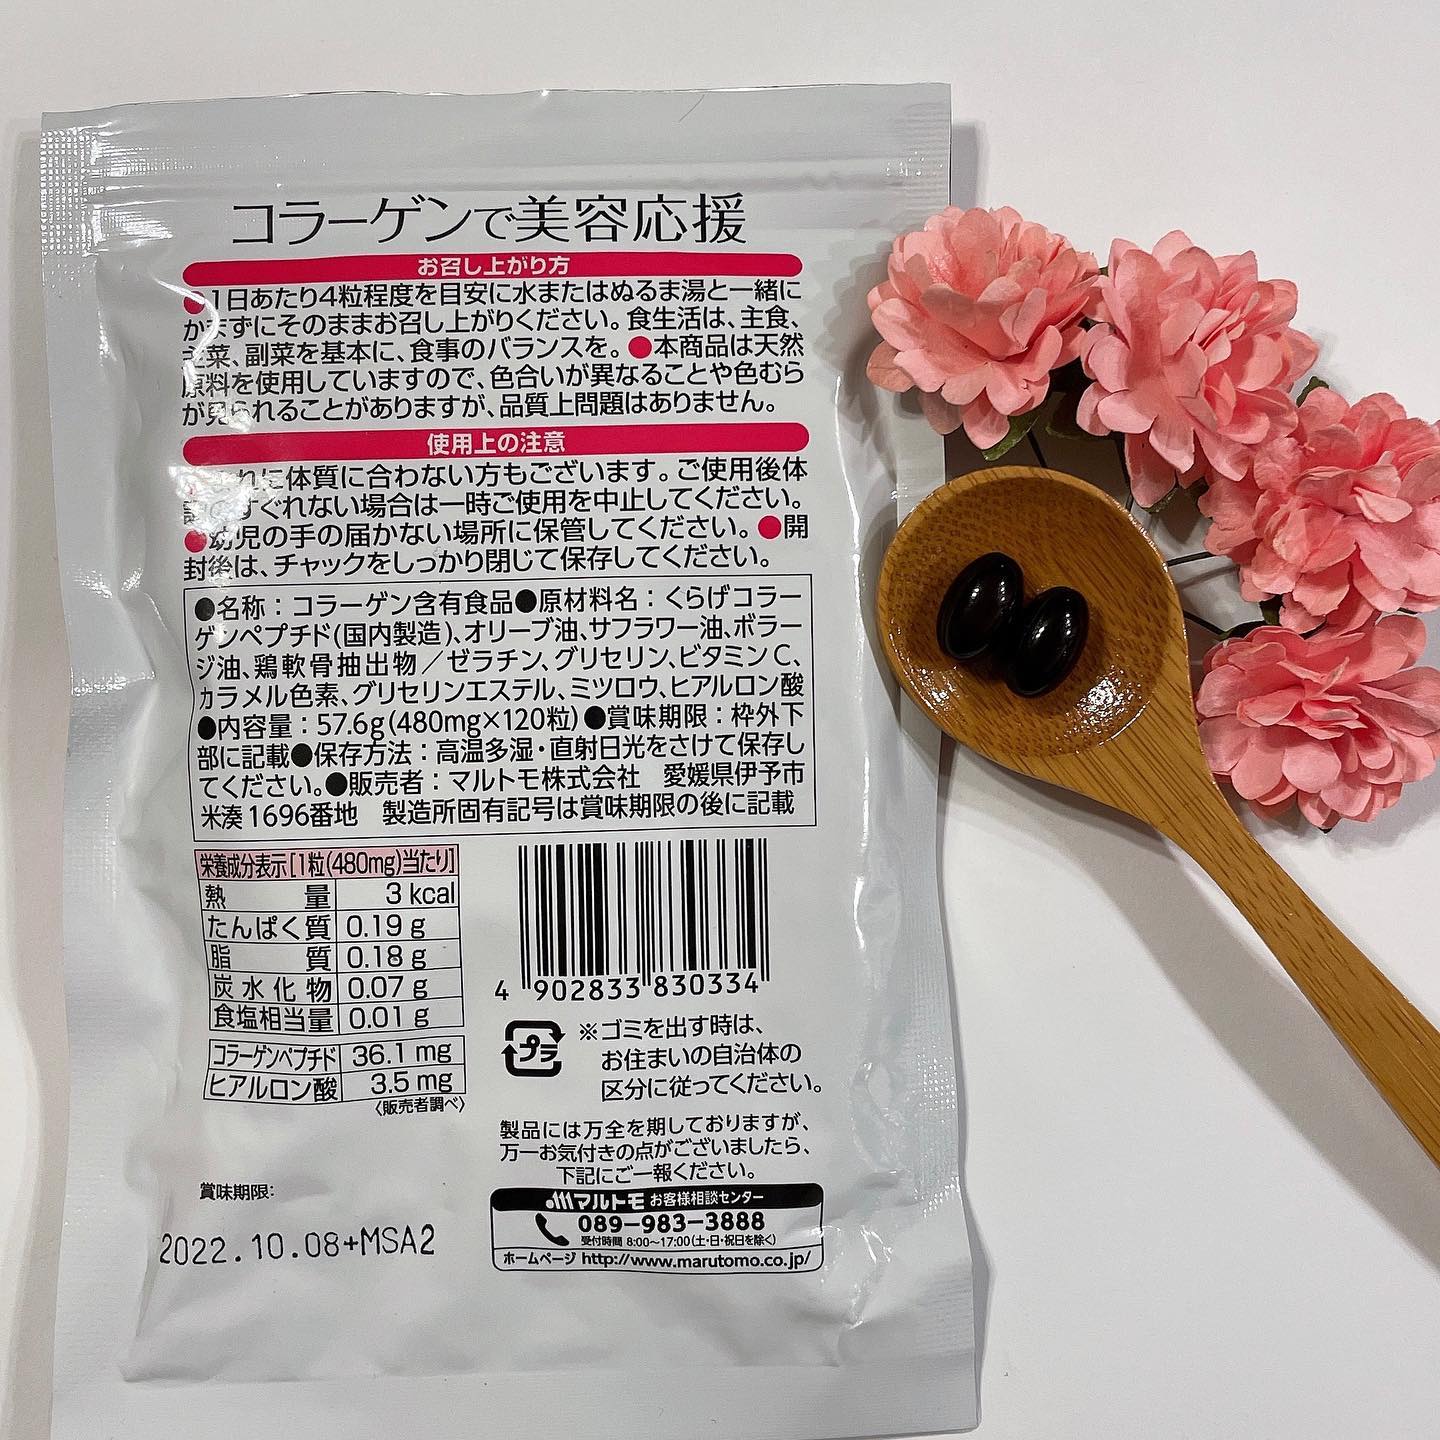 コラーゲンで美容応援
お召し上がり方
●1日あたり4粒程度を目安に水またはぬるま湯と一緒に
かまずにそのままお召し上がりください。食生活は、主食、
主菜、副菜を基本に、食事のバランスを。●本商品は天然
原料を使用していますので、色合いが異なることや色むら
が見られることがありますが、品質上問題はありません。
使用上の注意
れに体質に合わない方もございます。ご使用後体
すぐれない場合は一時ご使用を中止してください。
●幼児の手の届かない場所に保管してください。●開
封後は、チャックをしっかり閉じて保存してください。
●名称：コラーゲン含有食品●原材料名：くらげコラー
ゲンペプチド(国内製造)、オリーブ油、サフラワー油、ボラー
ジ油、鶏軟骨抽出物／ゼラチン、グリセリン、ビタミンC、
カラメル色素、グリセリンエステル、ミツロウ、ヒアルロン酸
●内容量：57.6g(480mg×120粒)●賞味期限：枠外下
部に記載●保存方法：高温多湿・直射日光をさけて保存し
てください。●販売者：マルトモ株式会社 愛媛県伊予市
米湊1696番地 製造所固有記号は賞味期限の後に記載
栄養成分表示[1粒(480mg)当たり]
熱量 3 kcal
たんぱく質 0.19 g
脂質 0.18 g
炭水化物 0.07 g
食塩相当量 0.01 g
コラーゲンペプチド 36.1 mg
ヒアルロン酸 3.5 mg
〈販売者調べ〉
4 902833 830334
プラ
※ゴミを出す時は、
お住まいの自治体の
区分に従ってください。
製品には万全を期しておりますが、
万一お気付きの点がございましたら、
下記にご一報ください。
マルトモ お客様相談センター
089-983-3888
受付時間 8:00～17:00(土・日・祝日を除く)
ホームページ http://www.marutomo.co.jp/
賞味期限:
2022.10.08+MSA2